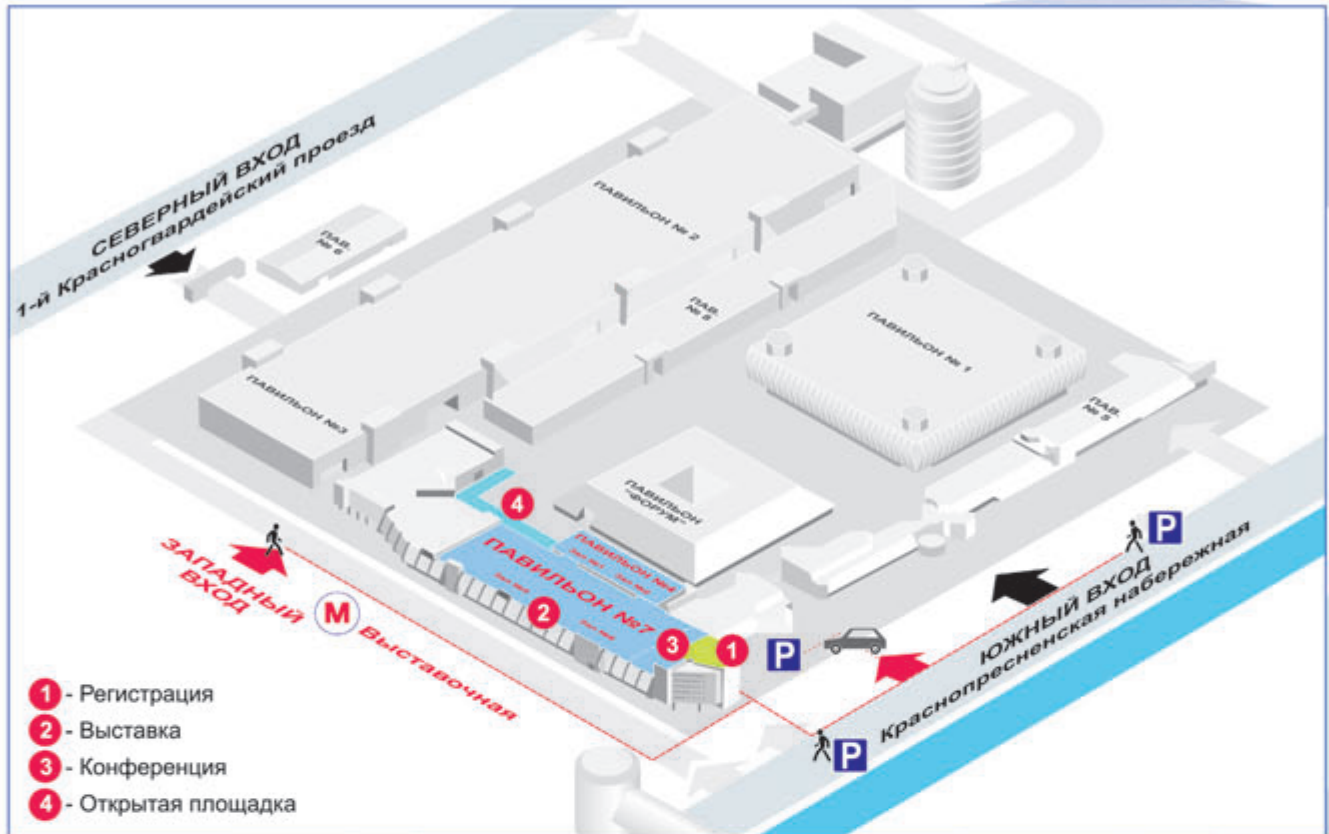 СЕВЕРНЫЙ ВХОД
1-й Красногвардейский проезд
ПАВ.
№ 6
ПАВИЛЬОН № 2
ПАВ.
№ 8
ПАВИЛЬОН № 1
ПАВИЛЬОН №3
ПАВ.
№ 5
ПАВИЛЬОН
"ФОРУМ"
4
ПАВИЛЬОН №4
ПАВИЛЬОН №7
2
3
1
P
P
P
ЗАПАДНЫЙ
ВХОД
М
Выставочная
ЮЖНЫЙ ВХОД
Краснопресненская набережная
1 - Регистрация
2 - Выставка
3 - Конференция
4 - Открытая площадка